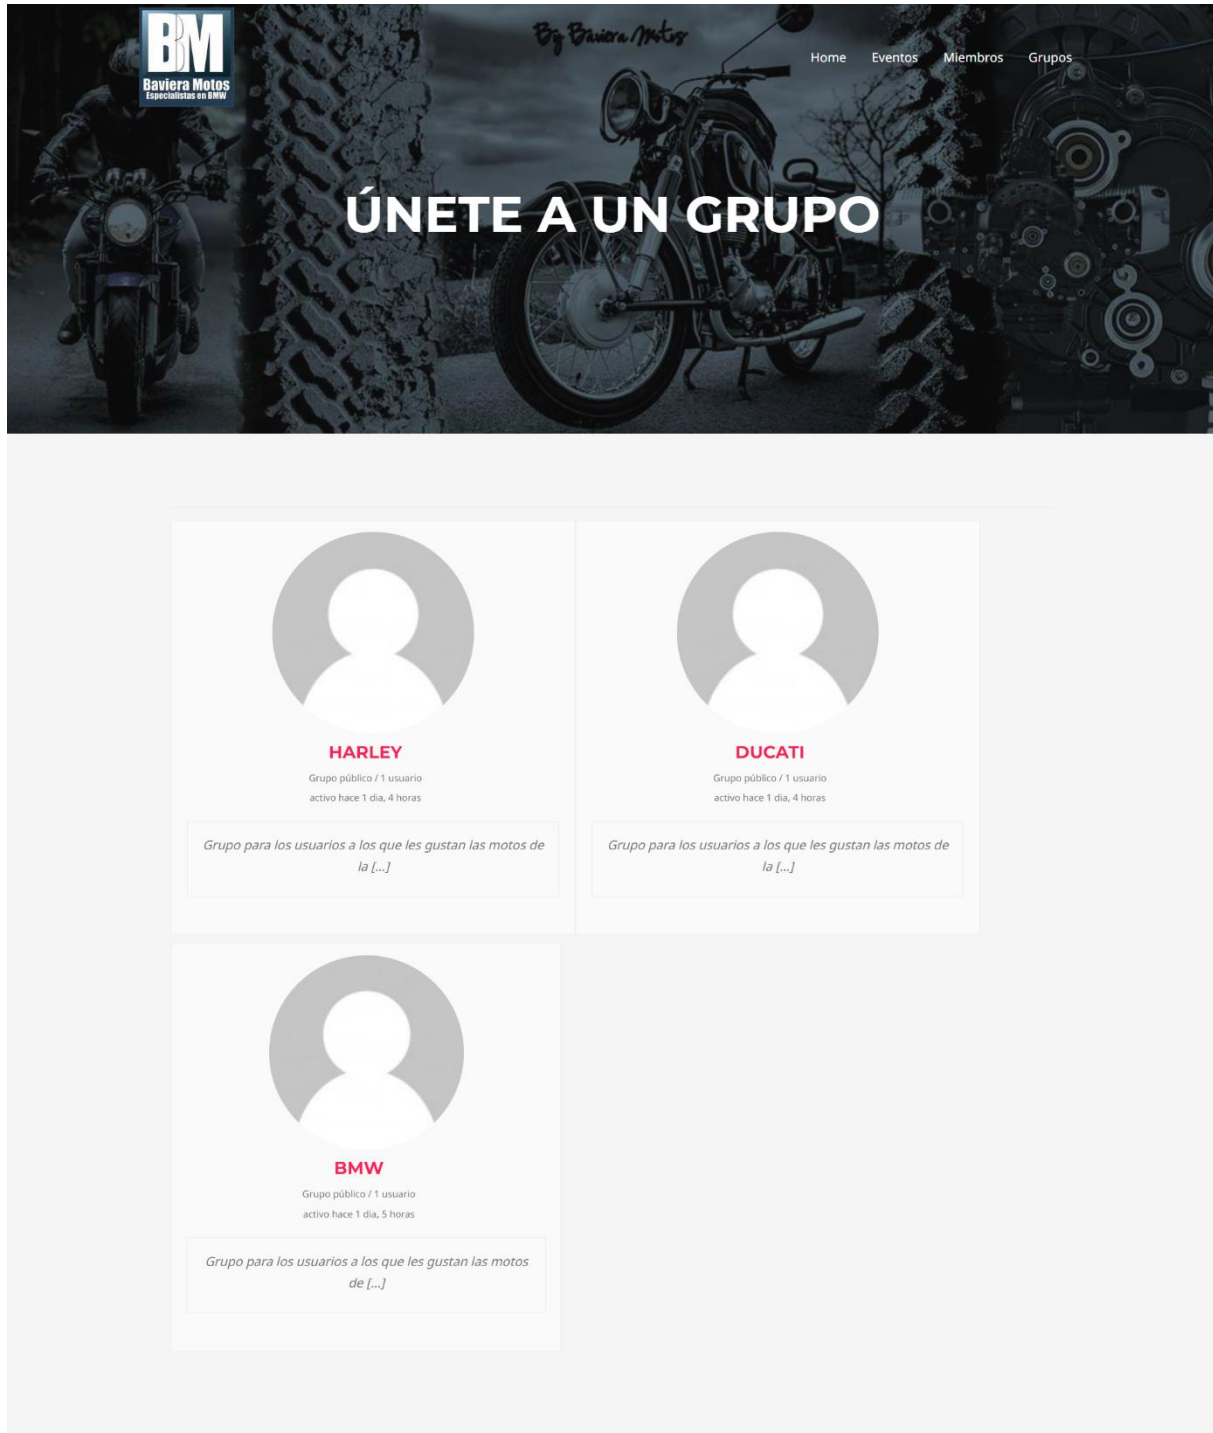 BM
Baviera Motos
Especialistas en BMW
By Baviera Motos
Home Eventos Miembros Grupos
ÚNETE A UN GRUPO
HARLEY
Grupo público / 1 usuario
activo hace 1 dia, 4 horas
Grupo para los usuarios a los que les gustan las motos de
la [...]
DUCATI
Grupo público / 1 usuario
activo hace 1 dia, 4 horas
Grupo para los usuarios a los que les gustan las motos de
la [...]
BMW
Grupo público / 1 usuario
activo hace 1 dia, 5 horas
Grupo para los usuarios a los que les gustan las motos
de [...]